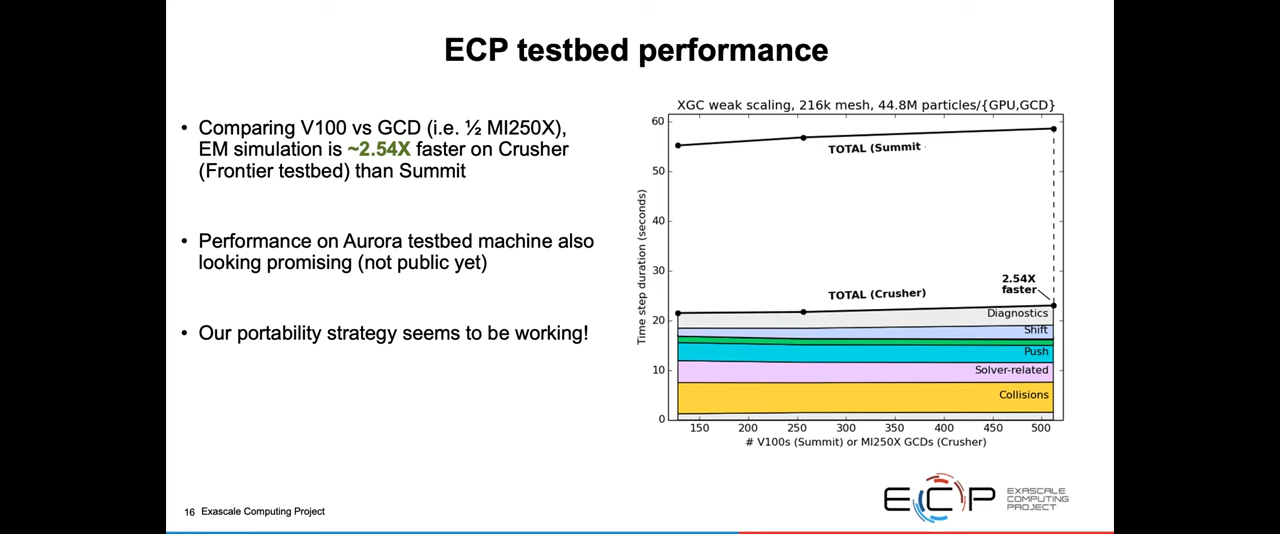 ECP testbed performance
• Comparing V100 vs GCD (i.e. ½ MI250X),
EM simulation is ~2.54X faster on Crusher
(Frontier testbed) than Summit
• Performance on Aurora testbed machine also
looking promising (not public yet)
• Our portability strategy seems to be working!
XGC weak scaling, 216k mesh, 44.8M particles/{GPU,GCD}
Time step duration (seconds)
60
50
40
30
20
10
0
TOTAL (Summit
2.54X
faster
TOTAL (Crusher)
Diagnostics
Shift
Push
Solver-related
Collisions
150 200 250 300 350 400 450 500
# V100s (Summit) or MI250X GCDs (Crusher)
16 Exascale Computing Project
ECP
EXASCALE
COMPUTING
PROJECT